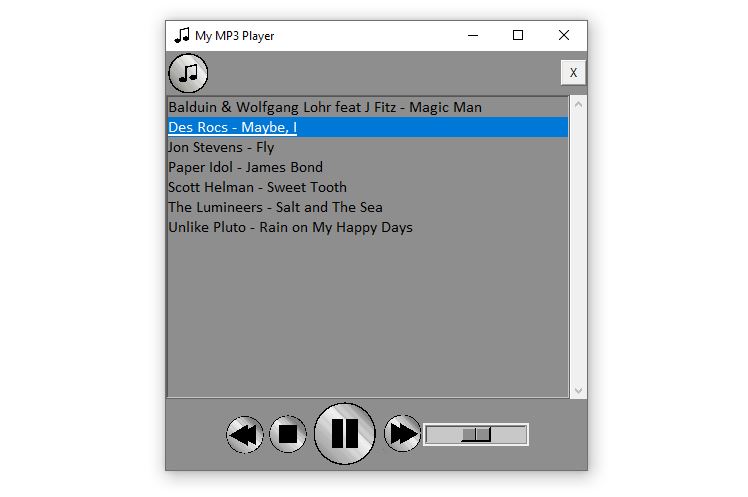 My MP3 Player
X
Balduin & Wolfgang Lohr feat J Fitz - Magic Man
Des Rocs - Maybe, I
Jon Stevens - Fly
Paper Idol - James Bond
Scott Helman - Sweet Tooth
The Lumineers - Salt and The Sea
Unlike Pluto - Rain on My Happy Days